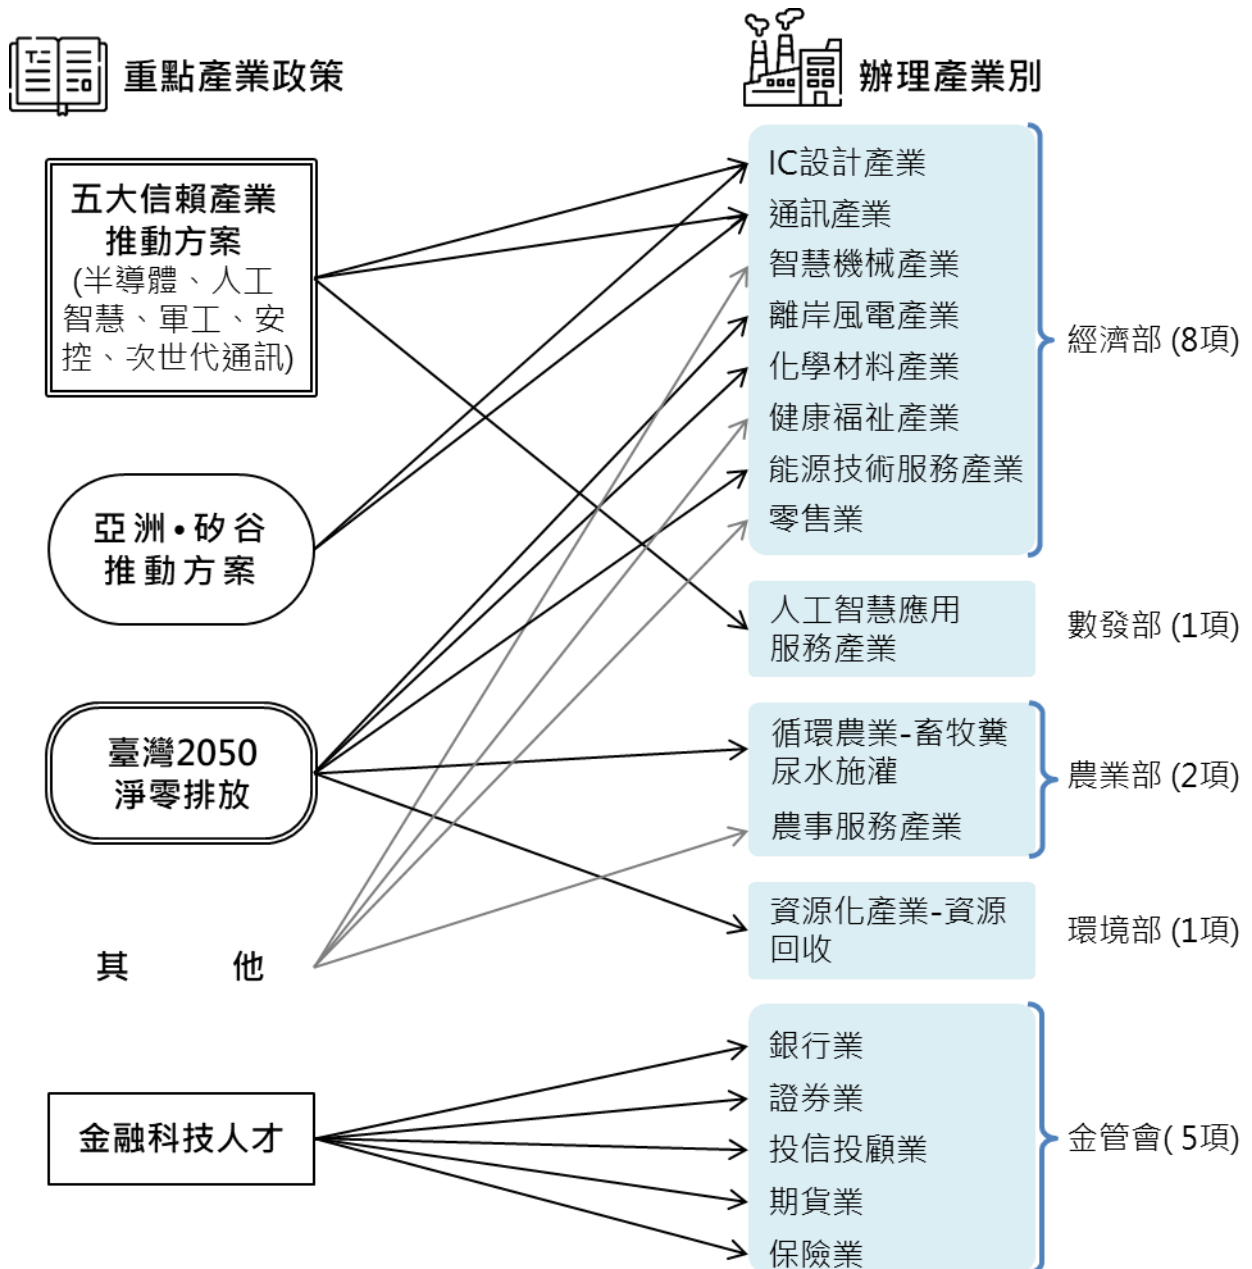 重點產業政策
辦理產業別
五大信賴產業
推動方案
(半導體、人工
智慧、軍工、安
控、次世代通訊)
亞洲•矽谷
推動方案
臺灣2050
淨零排放
其 他
金融科技人才
IC設計產業
通訊產業
智慧機械產業
離岸風電產業
化學材料產業
健康福祉產業
能源技術服務產業
零售業
經濟部 (8項)
人工智慧應用
服務產業
數發部 (1項)
循環農業-畜牧糞
尿水施灌
農事服務產業
農業部 (2項)
資源化產業-資源
回收
環境部 (1項)
銀行業
證券業
投信投顧業
期貨業
保險業
金管會( 5項)